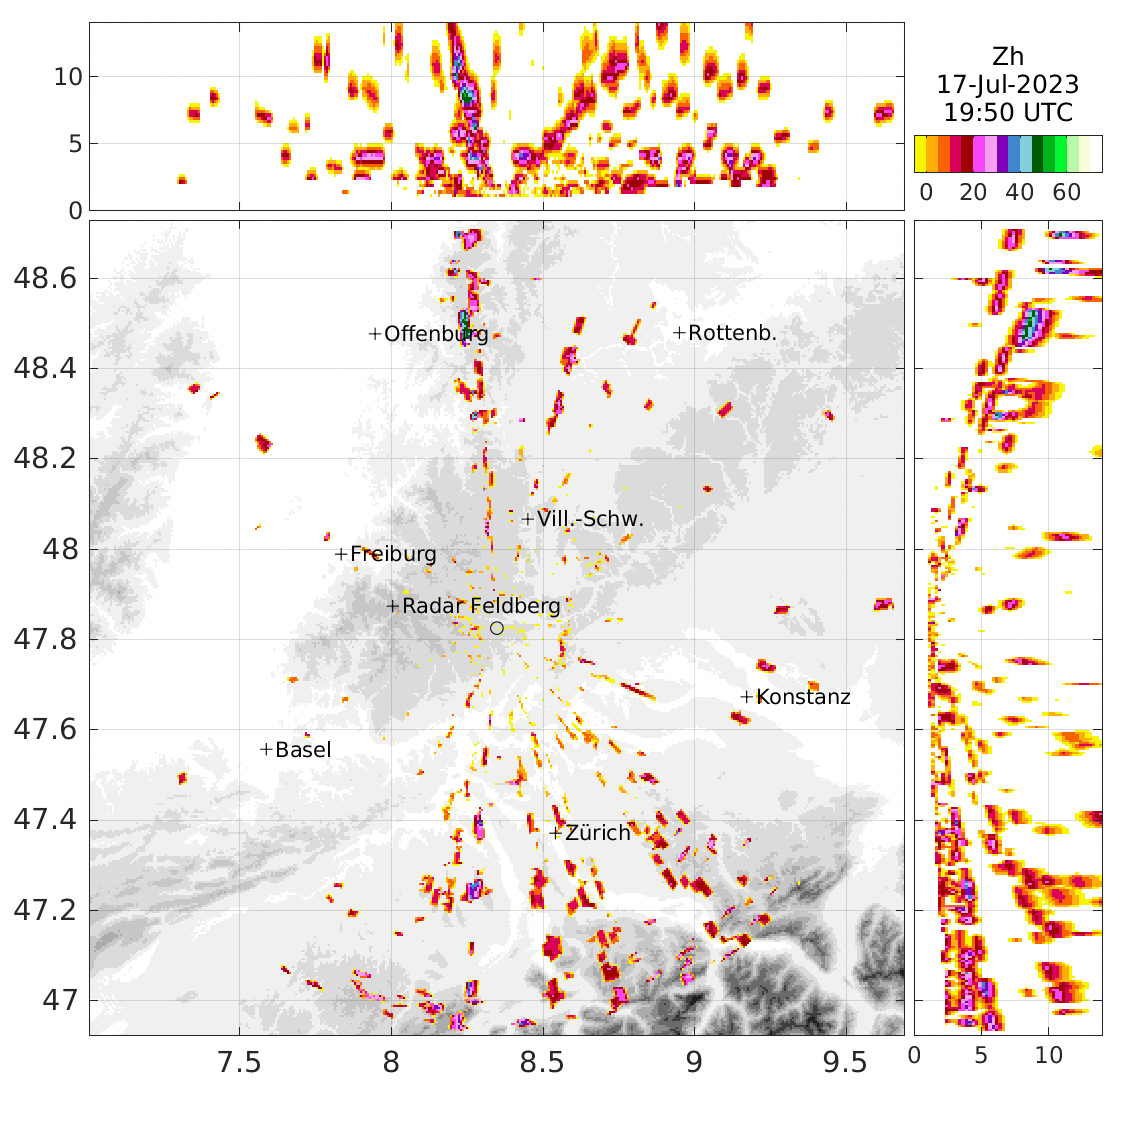 10
5
0
Zh
17-Jul-2023
19:50 UTC
0 20 40 60
48.6
48.4
48.2
48
47.8
47.6
47.4
47.2
47
+Offenburg
+Rottenb.
+Vill.-Schw.
+Freiburg
+Radar Feldberg
+Konstanz
+Basel
+Zürich
7.5 8 8.5 9 9.5
0 5 10